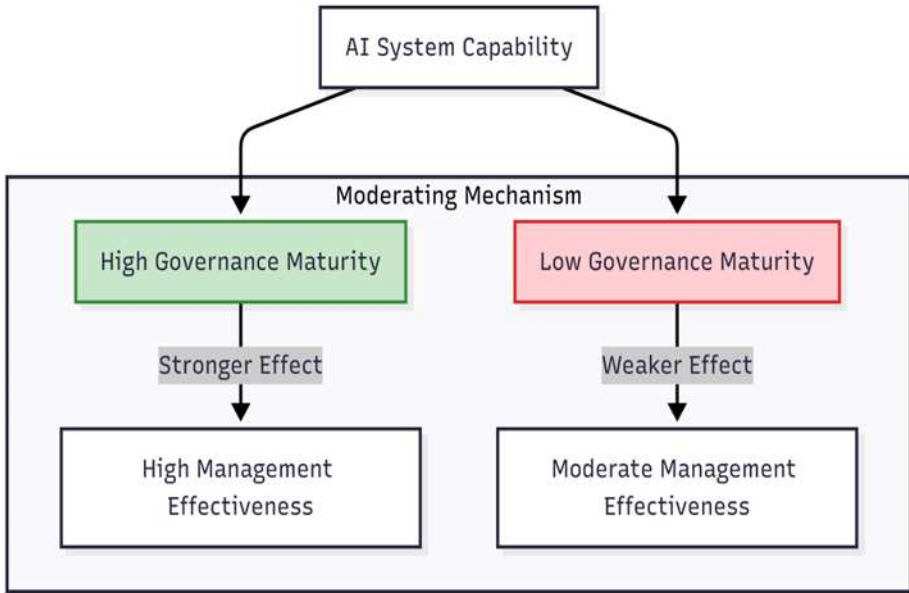 AI System Capability
Moderating Mechanism
High Governance Maturity
Low Governance Maturity
Stronger Effect
Weaker Effect
High Management
Effectiveness
Moderate Management
Effectiveness